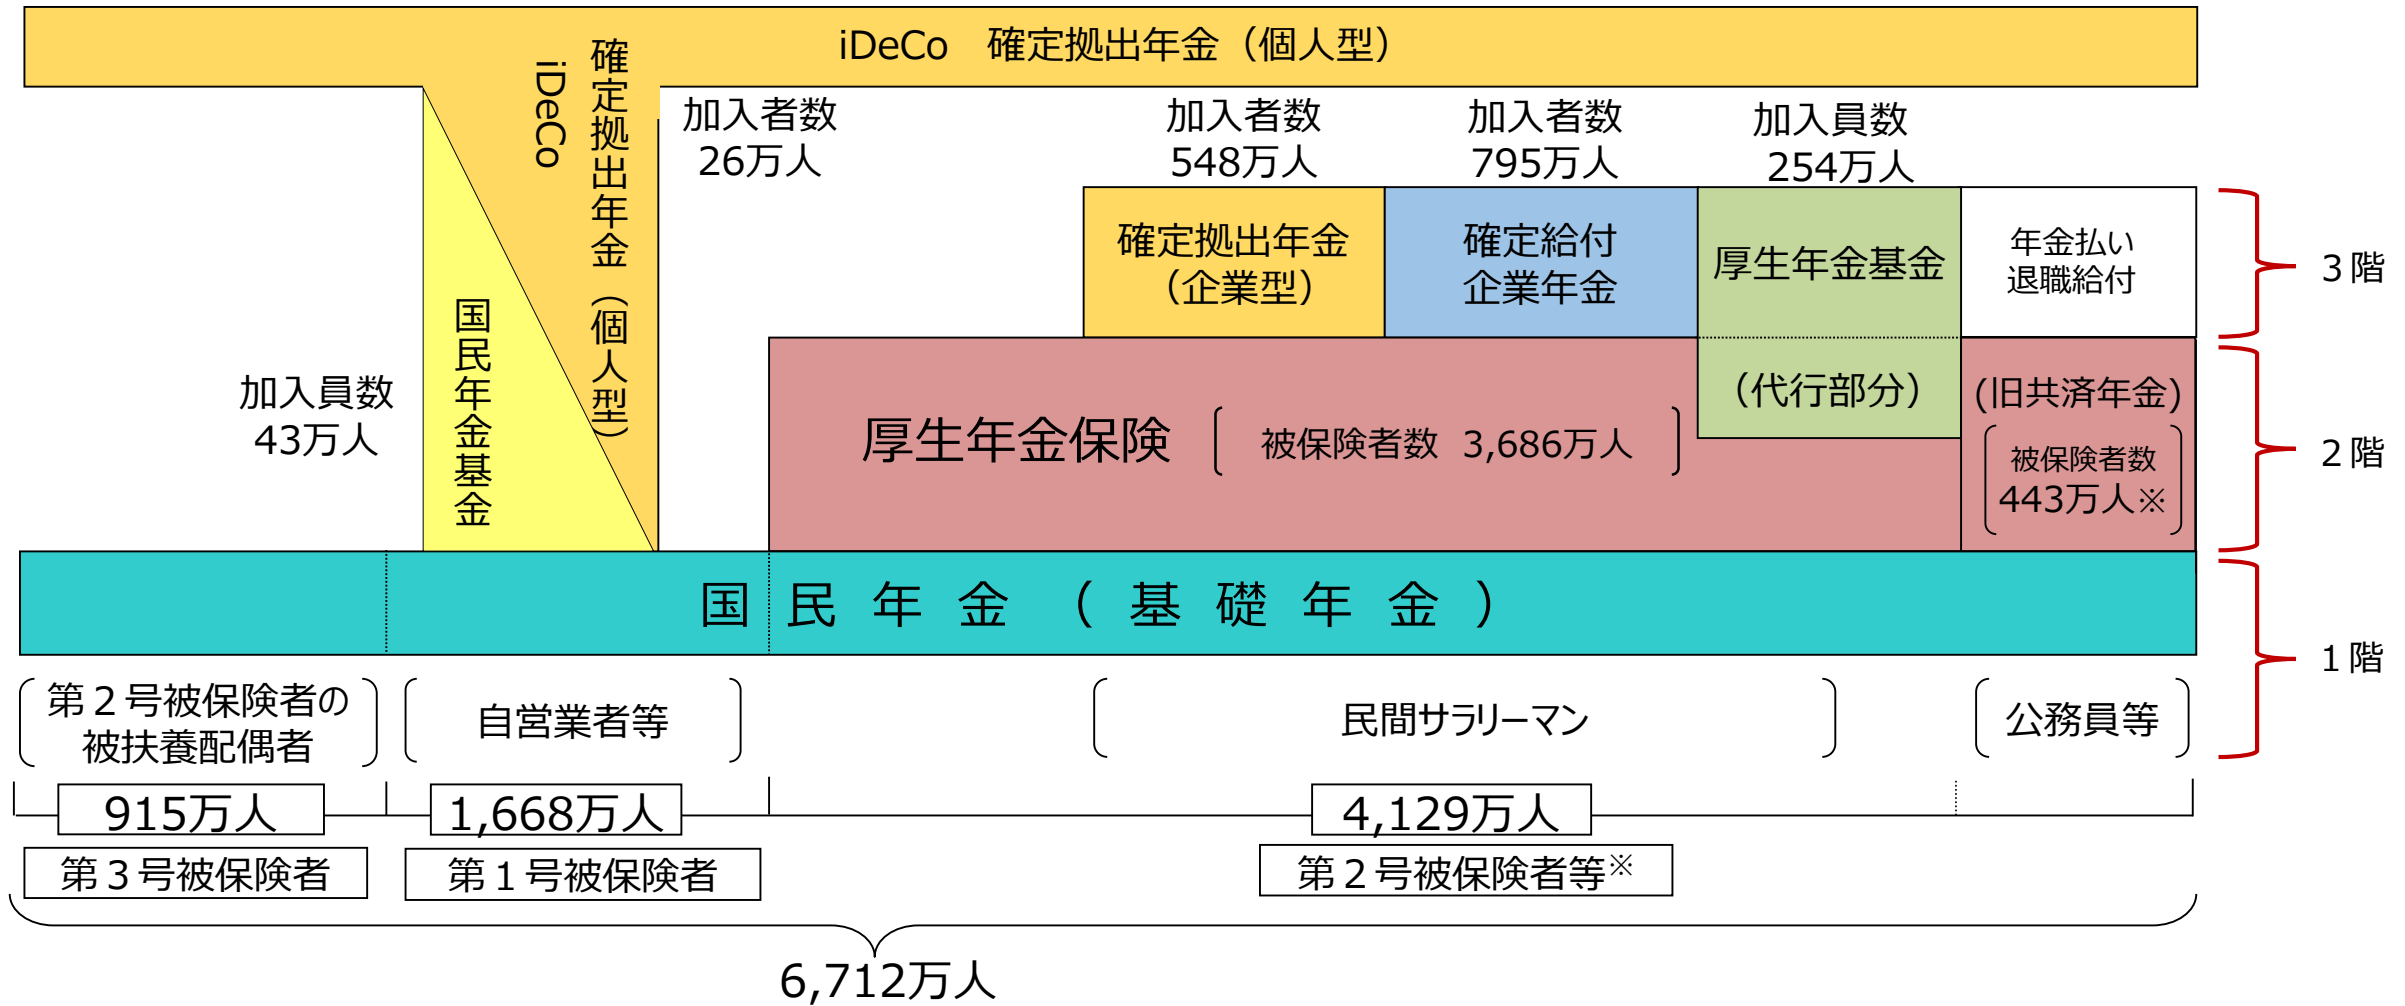 iDeCo 確定拠出年金（個人型）
確定拠出年金（個人型）
iDeCo
加入者数
26万人
加入者数
548万人
加入者数
795万人
加入員数
254万人
確定拠出年金
（企業型）
確定給付
企業年金
厚生年金基金
年金払い
退職給付
３階
国民年金基金
加入員数
43万人
厚生年金保険
被保険者数 3,686万人
（代行部分）
(旧共済年金)
被保険者数
443万人※
２階
国民年金（基礎年金）
１階
第２号被保険者の
被扶養配偶者
自営業者等
民間サラリーマン
公務員等
915万人
1,668万人
4,129万人
第３号被保険者
第１号被保険者
第２号被保険者等※
6,712万人